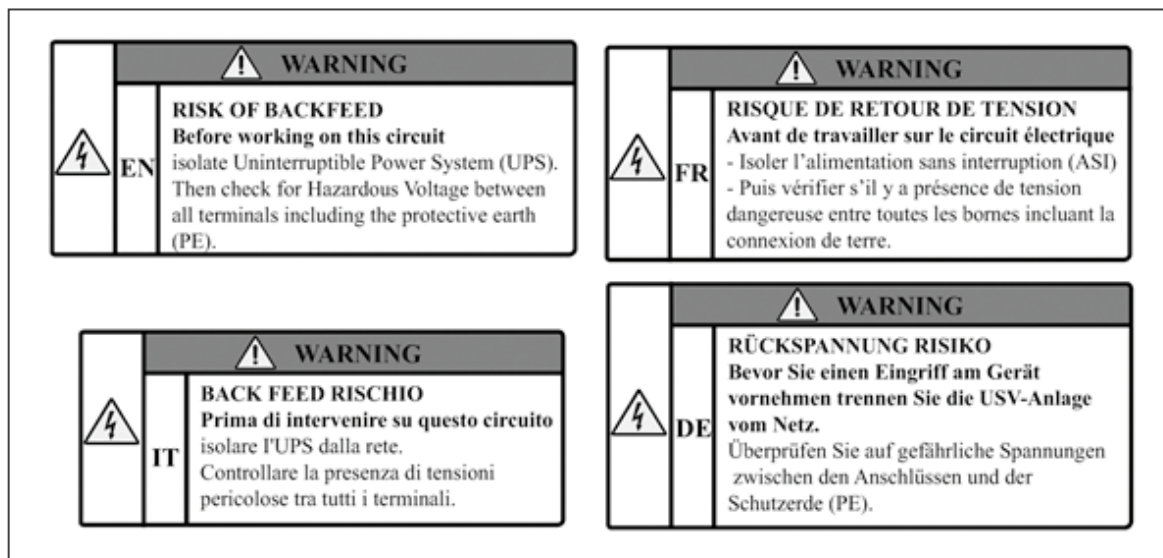 WARNING
EN
RISK OF BACKFEED
Before working on this circuit
isolate Uninterruptible Power System (UPS).
Then check for Hazardous Voltage between
all terminals including the protective earth
(PE).
WARNING
FR
RISQUE DE RETOUR DE TENSION
Avant de travailler sur le circuit électrique
- Isoler l'alimentation sans interruption (ASI)
- Puis vérifier s'il y a présence de tension
dangereuse entre toutes les bornes incluant la
connexion de terre.
WARNING
IT
BACK FEED RISCHIO
Prima di intervenire su questo circuito
isolare l'UPS dalla rete.
Controllare la presenza di tensioni
pericolose tra tutti i terminali.
WARNING
DE
RÜCKSPANNUNG RISIKO
Bevor Sie einen Eingriff am Gerät
vornehmen trennen Sie die USV-Anlage
vom Netz.
Überprüfen Sie auf gefährliche Spannungen
zwischen den Anschlüssen und der
Schutzerde (PE).